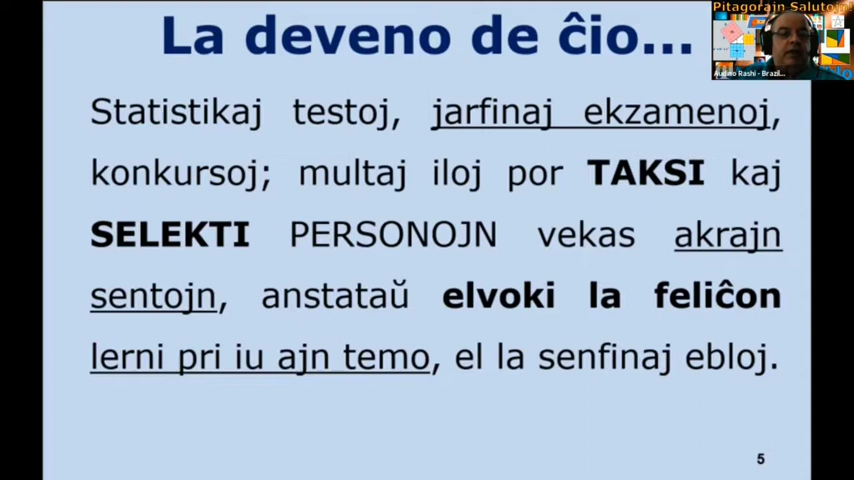 La deveno de ĉio...
Pitagorajn Salutojn!
Statistikaj testoj, jarfinaj ekzamenoj,
konkursoj; multaj iloj por TAKSI kaj
SELEKTI PERSONOJN vekas akrajn
sentojn, anstataŭ elvoki la feliĉon
lerni pri iu ajn temo, el la senfinaj ebloj.
5